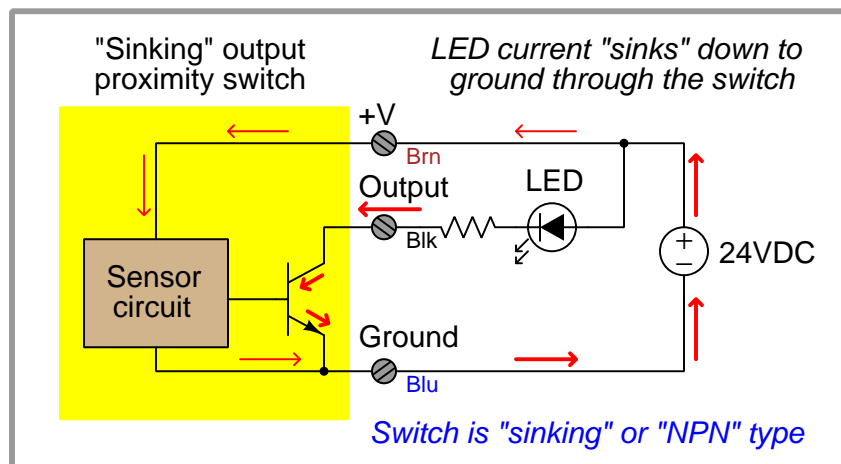 "Sinking" output
proximity switch
LED current "sinks" down to
ground through the switch
+V
Brn
Output
LED
Blk
24VDC
Sensor
circuit
Ground
Blu
Switch is "sinking" or "NPN" type